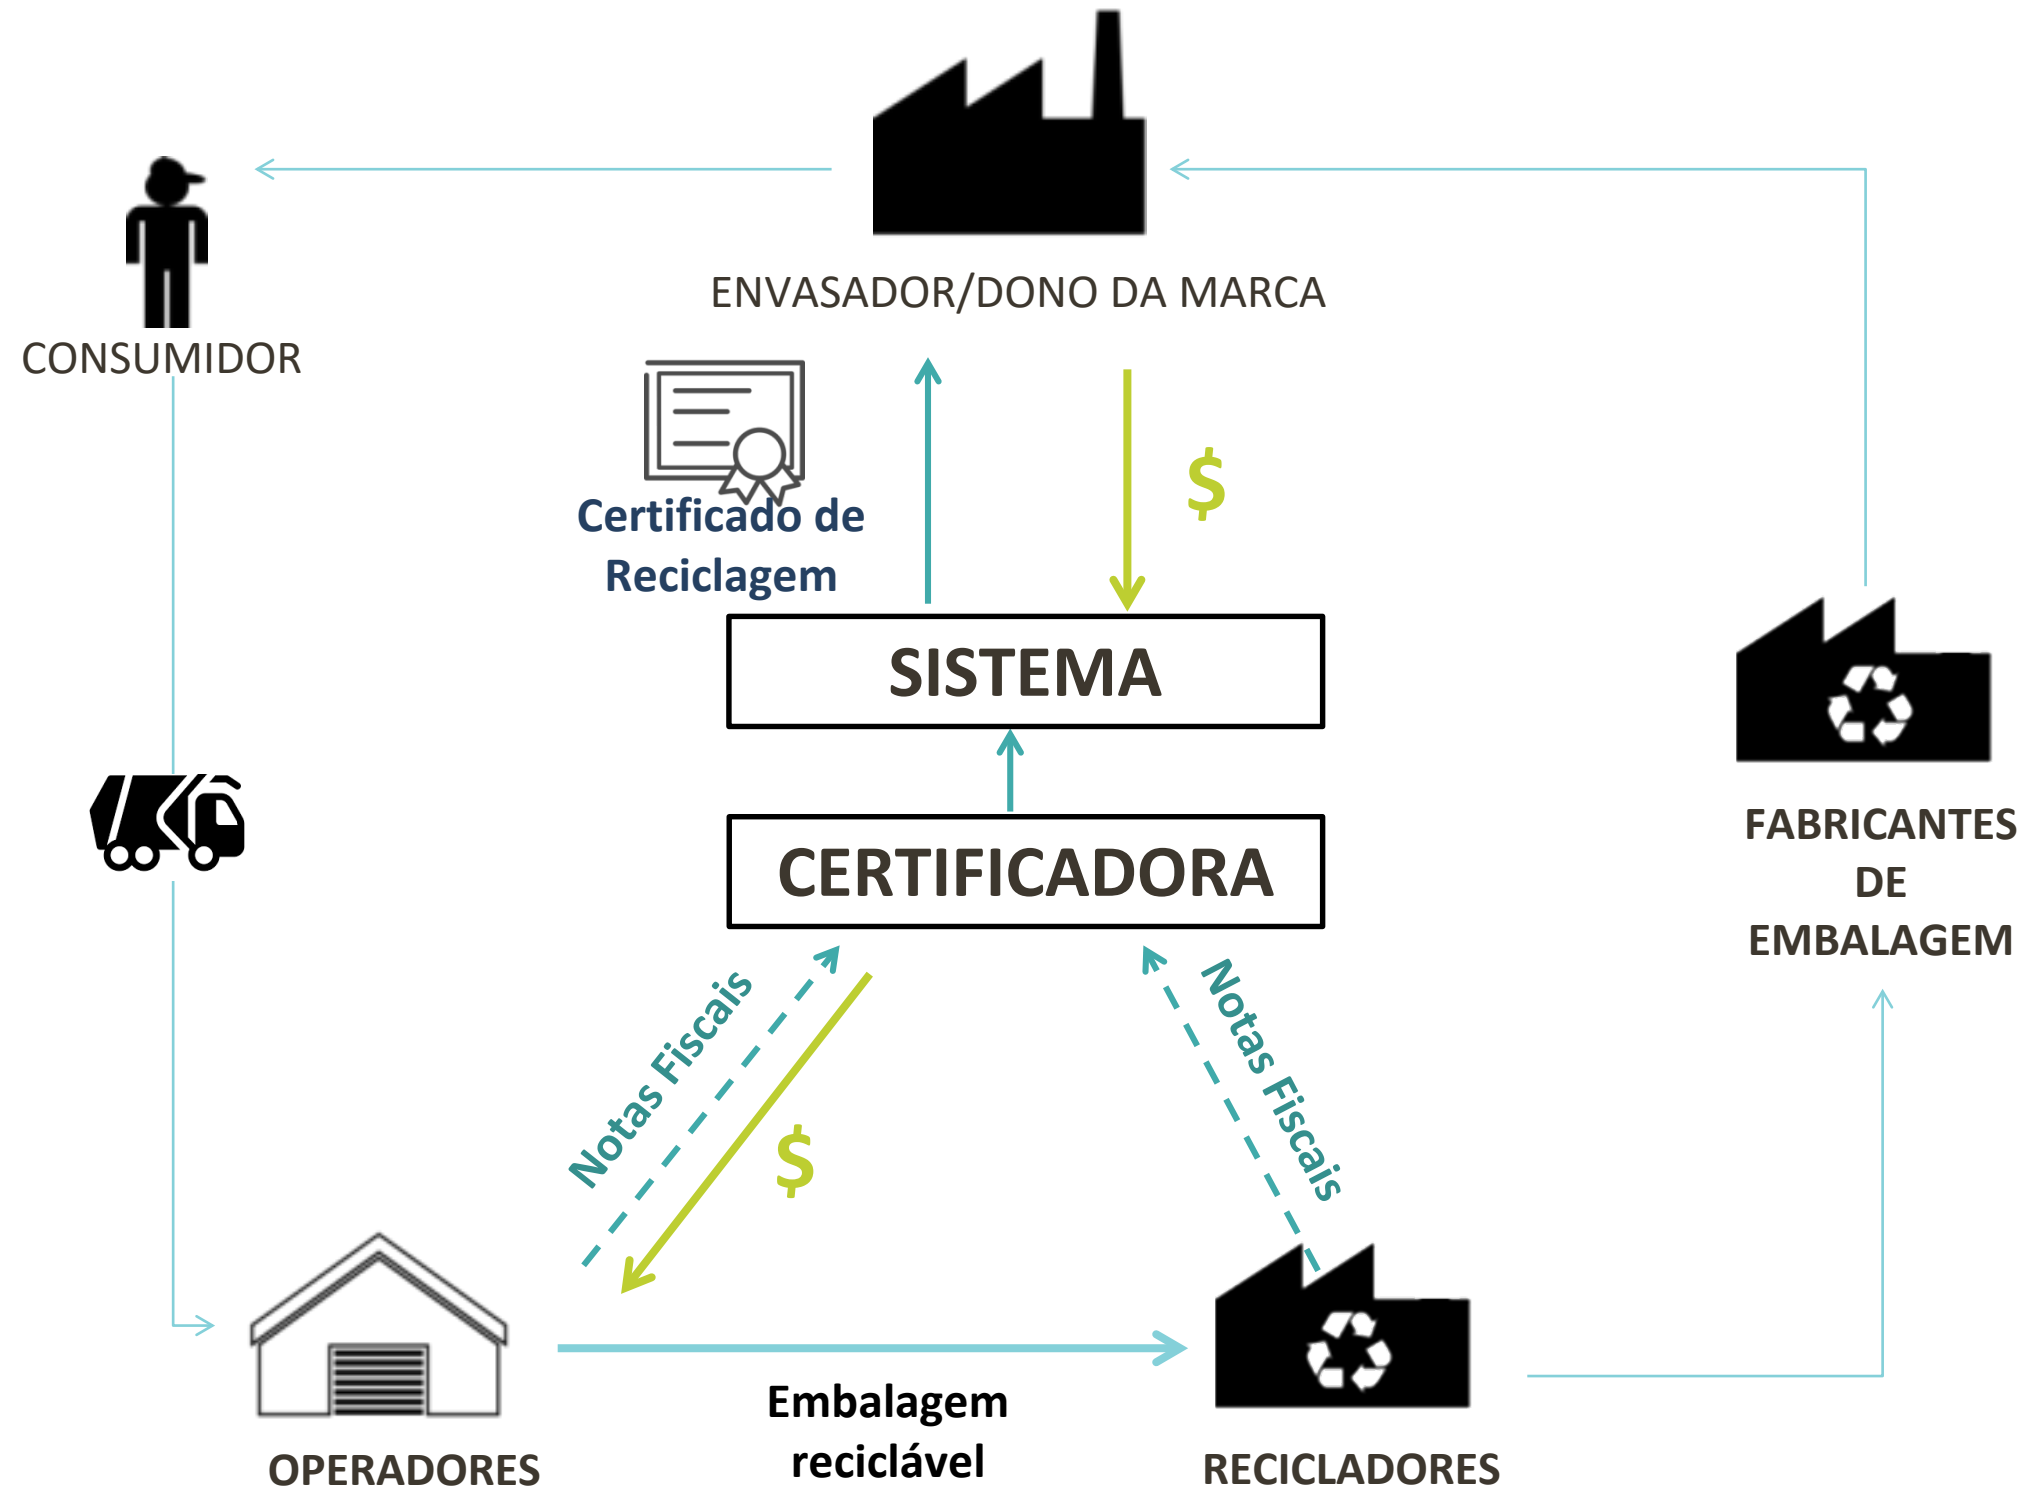 ENVASADOR/DONO DA MARCA
CONSUMIDOR
$
Certificado de
Reciclagem
SISTEMA
CERTIFICADORA
FABRICANTES
DE
EMBALAGEM
Notas Fiscais
$
Notas Fiscais
Embalagem
reciclável
OPERADORES
RECICLADORES